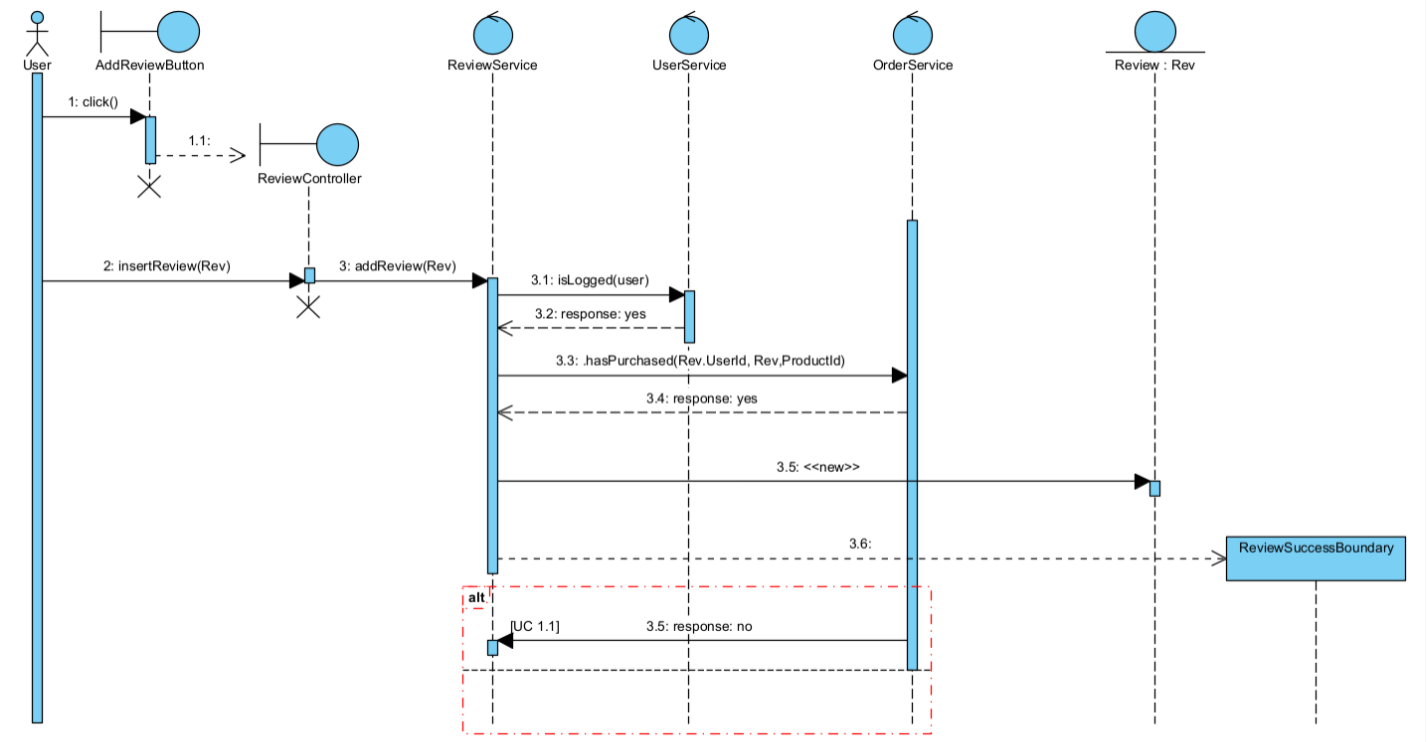 User
AddReviewButton
ReviewService
UserService
OrderService
Review : Rev
1: click()
1.1:
ReviewController
2: insertReview(Rev)
3: addReview(Rev)
3.1: isLogged(user)
3.2: response: yes
3.3: .hasPurchased(Rev.UserId, Rev,ProductId)
3.4: response: yes
3.5: <<new>>
3.6:
ReviewSuccessBoundary
alt
[UC 1.1]
3.5: response: no